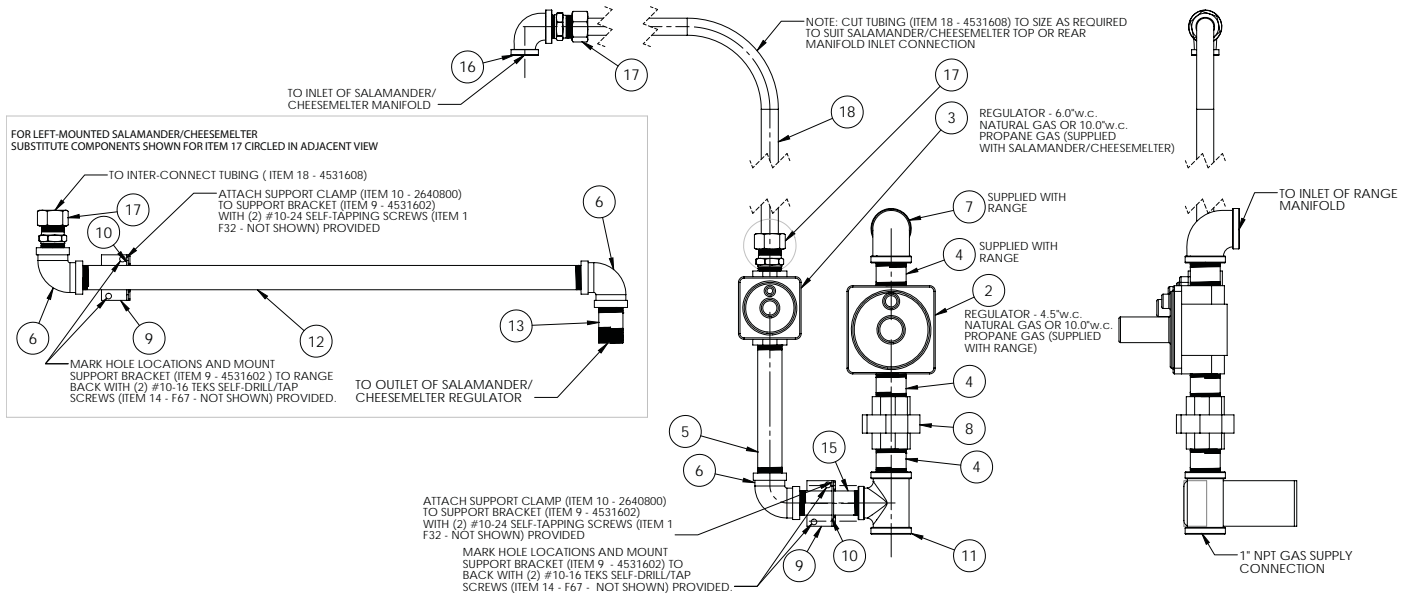 NOTE: CUT TUBING (ITEM 18 - 4531608) TO SIZE AS REQUIRED
TO SUIT SALAMANDER/CHEESEMELTER TOP OR REAR
MANIFOLD INLET CONNECTION
16
17
TO INLET OF SALAMANDER/
CHEESEMELTER MANIFOLD
17
18
3
REGULATOR - 6.0"w.c.
NATURAL GAS OR 10.0"w.c.
PROPANE GAS (SUPPLIED
WITH SALAMANDER/CHEESEMELTER)
FOR LEFT-MOUNTED SALAMANDER/CHEESEMELTER
SUBSTITUTE COMPONENTS SHOWN FOR ITEM 17 CIRCLED IN ADJACENT VIEW
TO INTER-CONNECT TUBING ( ITEM 18 - 4531608)
17
10
ATTACH SUPPORT CLAMP (ITEM 10 - 2640800)
TO SUPPORT BRACKET (ITEM 9 - 4531602)
WITH (2) #10-24 SELF-TAPPING SCREWS (ITEM 1
F32 - NOT SHOWN) PROVIDED
6
6
9
12
13
MARK HOLE LOCATIONS AND MOUNT
SUPPORT BRACKET (ITEM 9 - 4531602 ) TO RANGE
BACK WITH (2) #10-16 TEKS SELF-DRILL/TAP
SCREWS (ITEM 14 - F67 - NOT SHOWN) PROVIDED.
TO OUTLET OF SALAMANDER/
CHEESEMELTER REGULATOR
7
SUPPLIED WITH
RANGE
4
SUPPLIED WITH
RANGE
2
REGULATOR - 4.5"w.c.
NATURAL GAS OR 10.0"w.c.
PROPANE GAS (SUPPLIED
WITH RANGE)
TO INLET OF RANGE
MANIFOLD
4
8
5
15
4
6
ATTACH SUPPORT CLAMP (ITEM 10 - 2640800)
TO SUPPORT BRACKET (ITEM 9 - 4531602)
WITH (2) #10-24 SELF-TAPPING SCREWS (ITEM 1
F32 - NOT SHOWN) PROVIDED
9
10
11
MARK HOLE LOCATIONS AND MOUNT
SUPPORT BRACKET (ITEM 9 - 4531602) TO
BACK WITH (2) #10-16 TEKS SELF-DRILL/TAP
SCREWS (ITEM 14 - F67 - NOT SHOWN) PROVIDED.
1" NPT GAS SUPPLY
CONNECTION